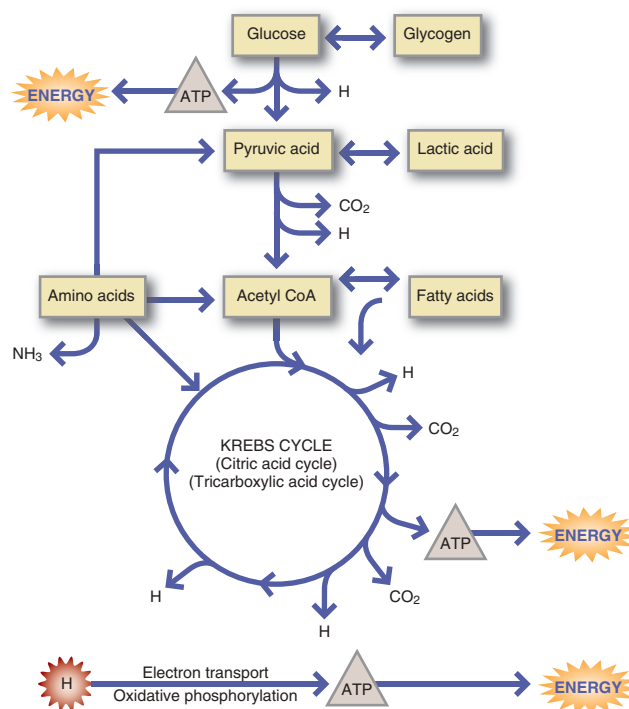 Glucose
Glycogen
ENERGY
ATP
H
Pyruvic acid
Lactic acid
CO₂
H
Amino acids
Acetyl CoA
Fatty acids
NH₃
H
CO₂
KREBS CYCLE
(Citric acid cycle)
(Tricarboxylic acid cycle)
ATP
ENERGY
H
CO₂
H
H
Electron transport
Oxidative phosphorylation
ATP
ENERGY